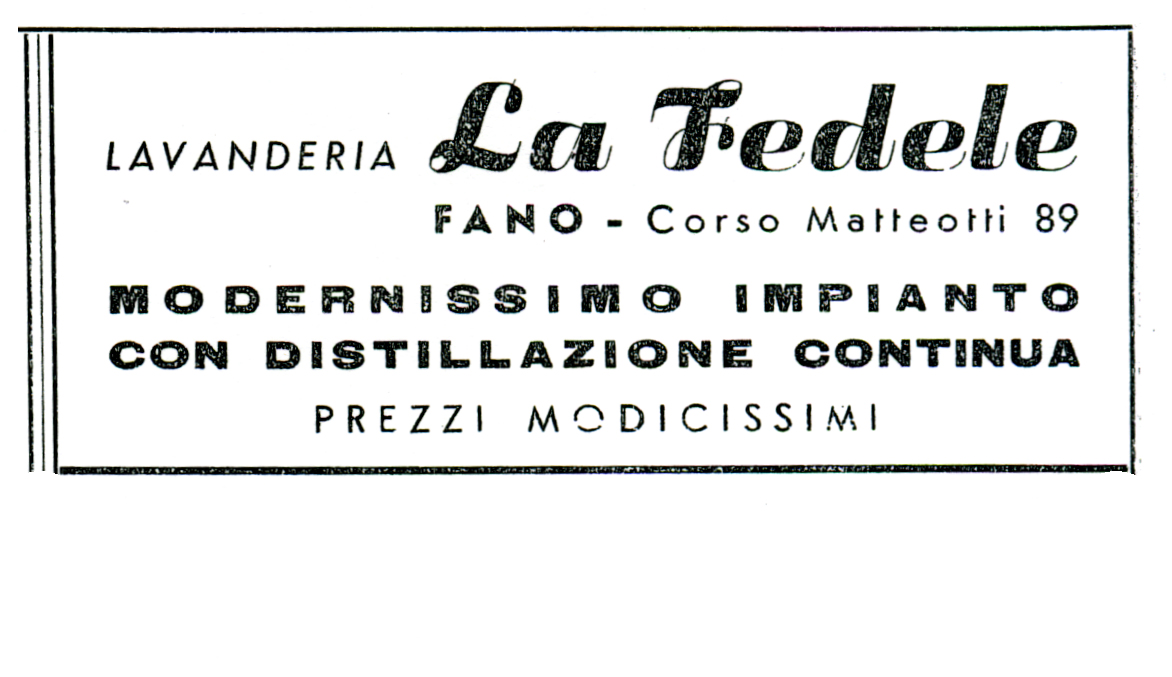 LAVANDERIA La Fedele
FANO - Corso Matteotti 89
MODERNISSIMO IMPIANTO
CON DISTILLAZIONE CONTINUA
PREZZI MODICISSIMI